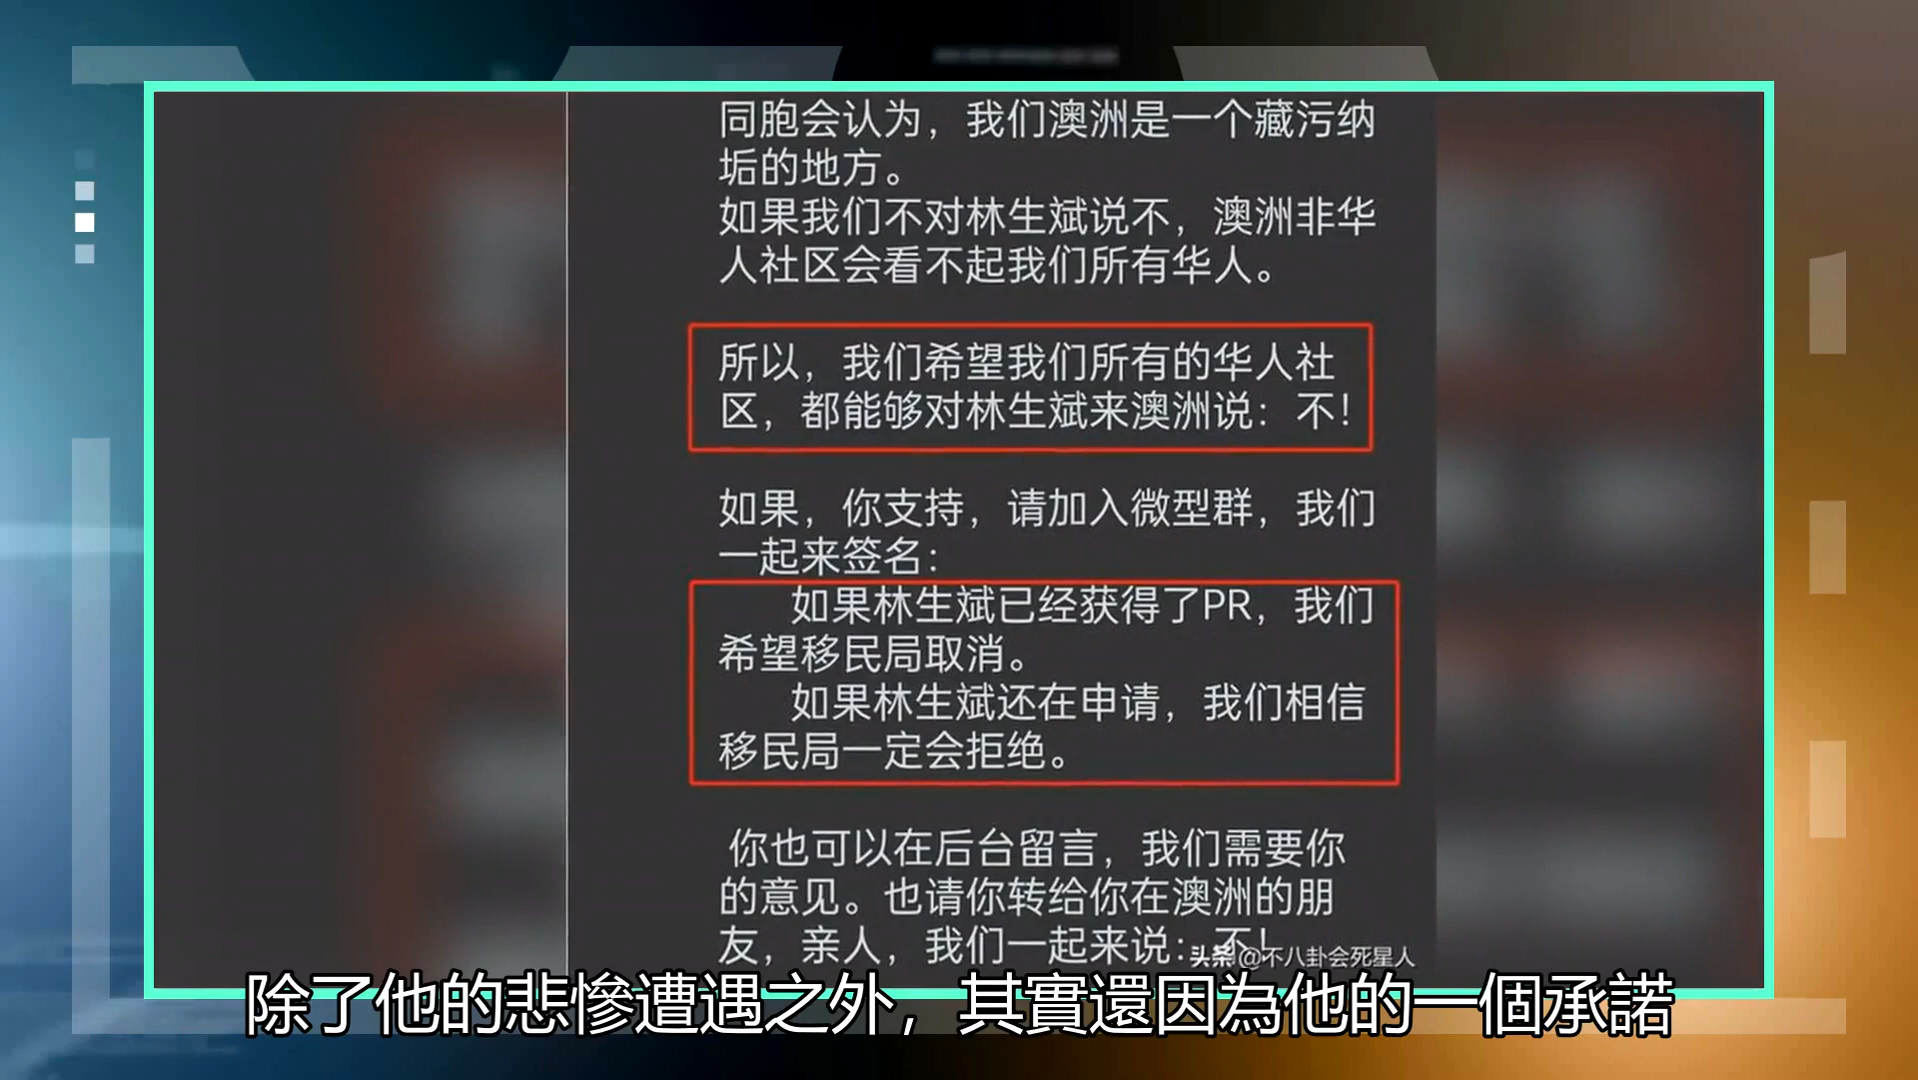 同胞会认为，我们澳洲是一个藏污纳
垢的地方。
如果我们不对林生斌说不，澳洲非华
人社区会看不起我们所有华人。
所以，我们希望我们所有的华人社
区，都能够对林生斌来澳洲说：不！
如果，你支持，请加入微型群，我们
一起来签名：
如果林生斌已经获得了PR，我们
希望移民局取消。
如果林生斌还在申请，我们相信
移民局一定会拒绝。
你也可以在后台留言，我们需要你
的意见。也请你转给你在澳洲的朋
友，亲人，我们一起来说：不！
头条 @不八卦会死星人
除了他的悲慘遭遇之外，其實還因為他的一個承諾